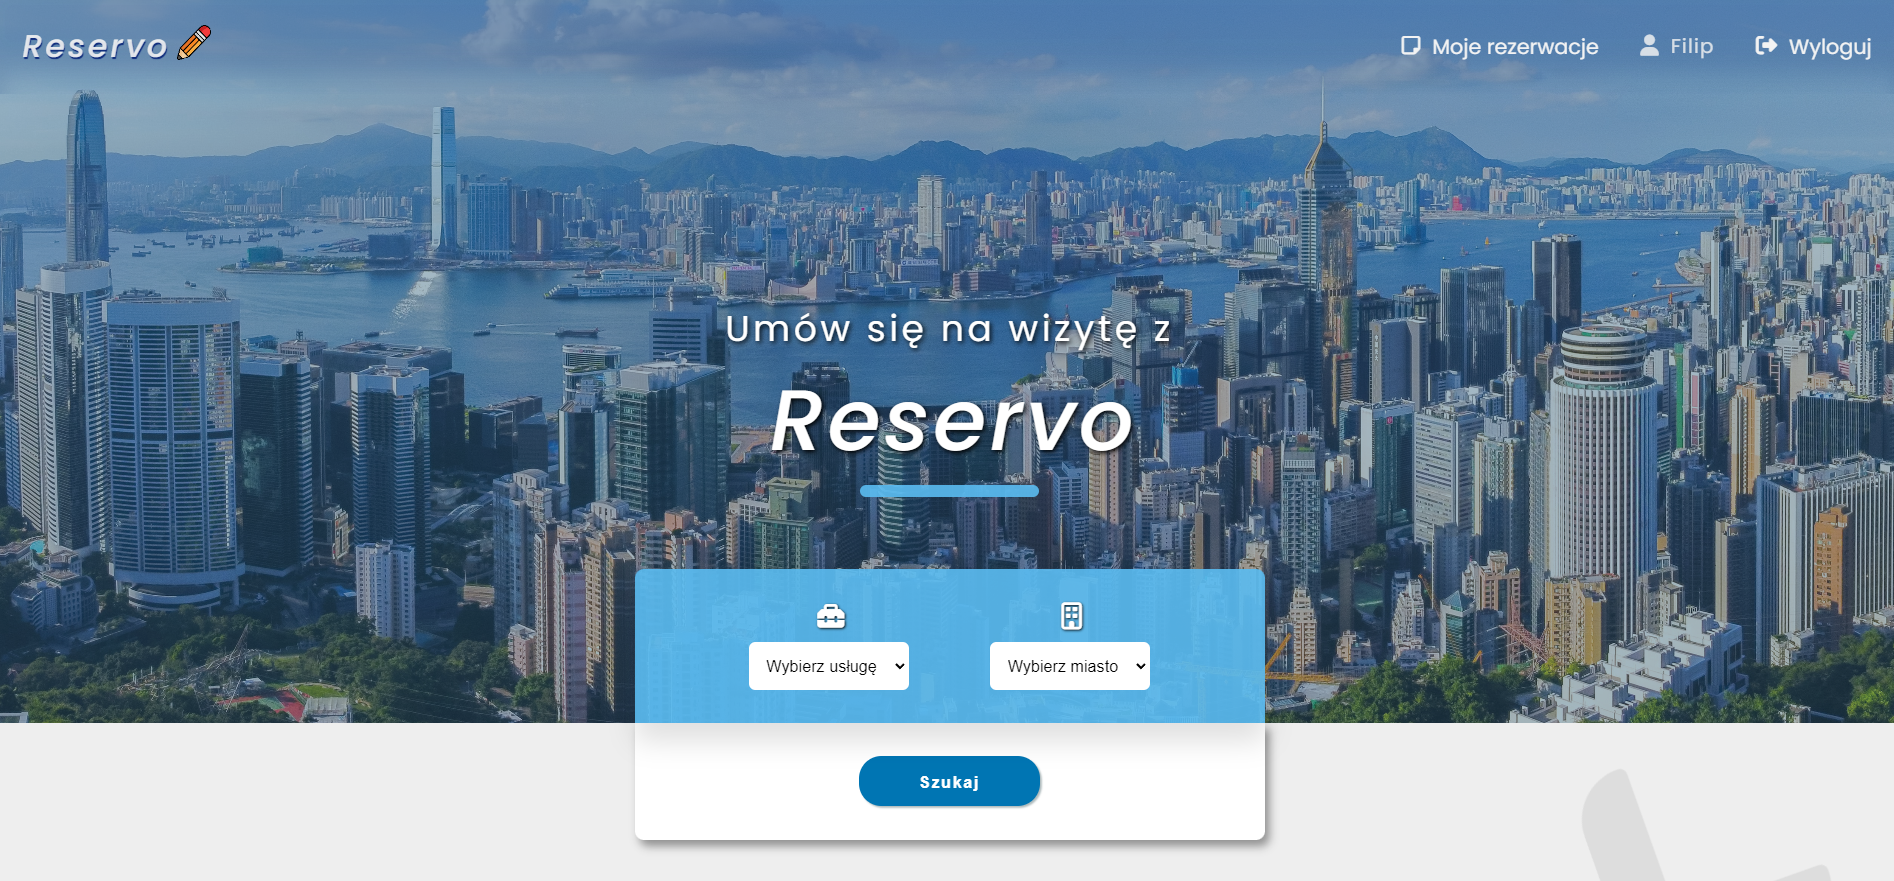 Reservo
Moje rezerwacje
Filip
Wyloguj
Umów się na wizytę z
Reservo
Wybierz usługę
Wybierz miasto
Szukaj